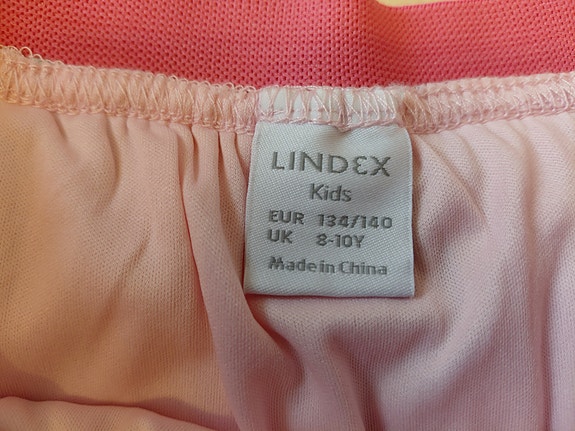 LINDEX
Kids
EUR 134/140
UK 8-10Y
Made in China